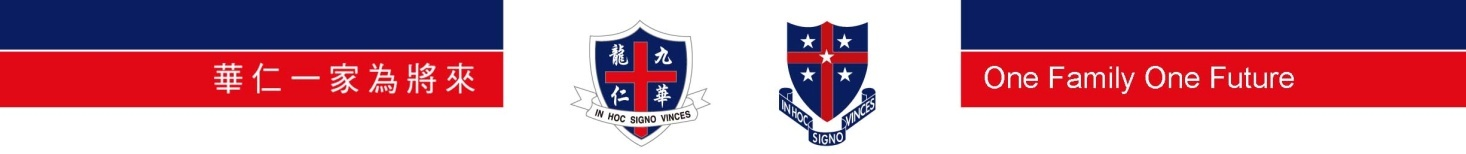 華仁一家為將來
龍 九
仁 華
IN HOC SIGNO VINCES
IN HOC SIGNO VINCES
One Family One Future